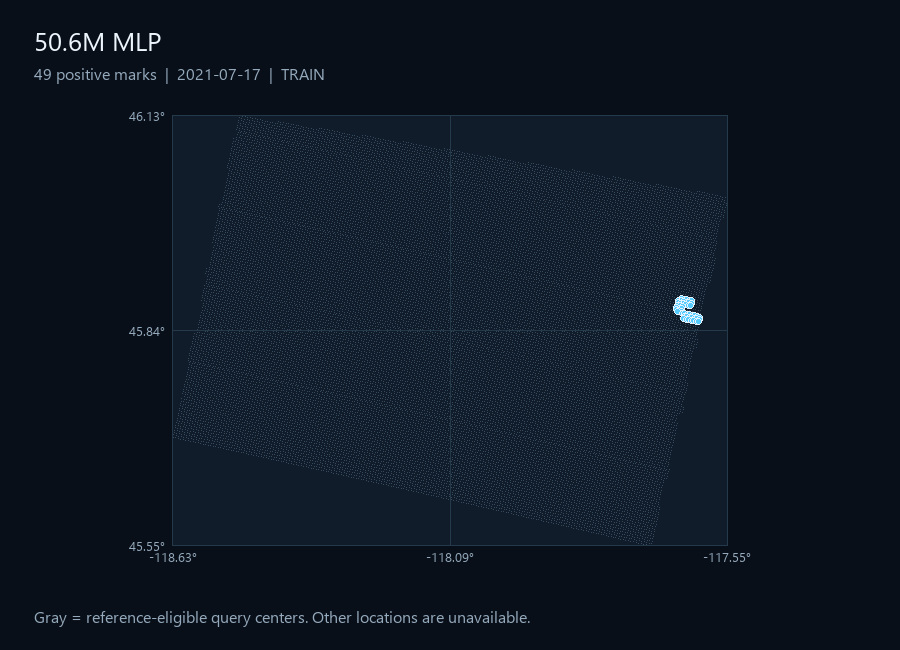 50.6M MLP
49 positive marks | 2021-07-17 | TRAIN
46.13°
45.84°
45.55°
-118.63°
-118.09°
-117.55°
Gray = reference-eligible query centers. Other locations are unavailable.